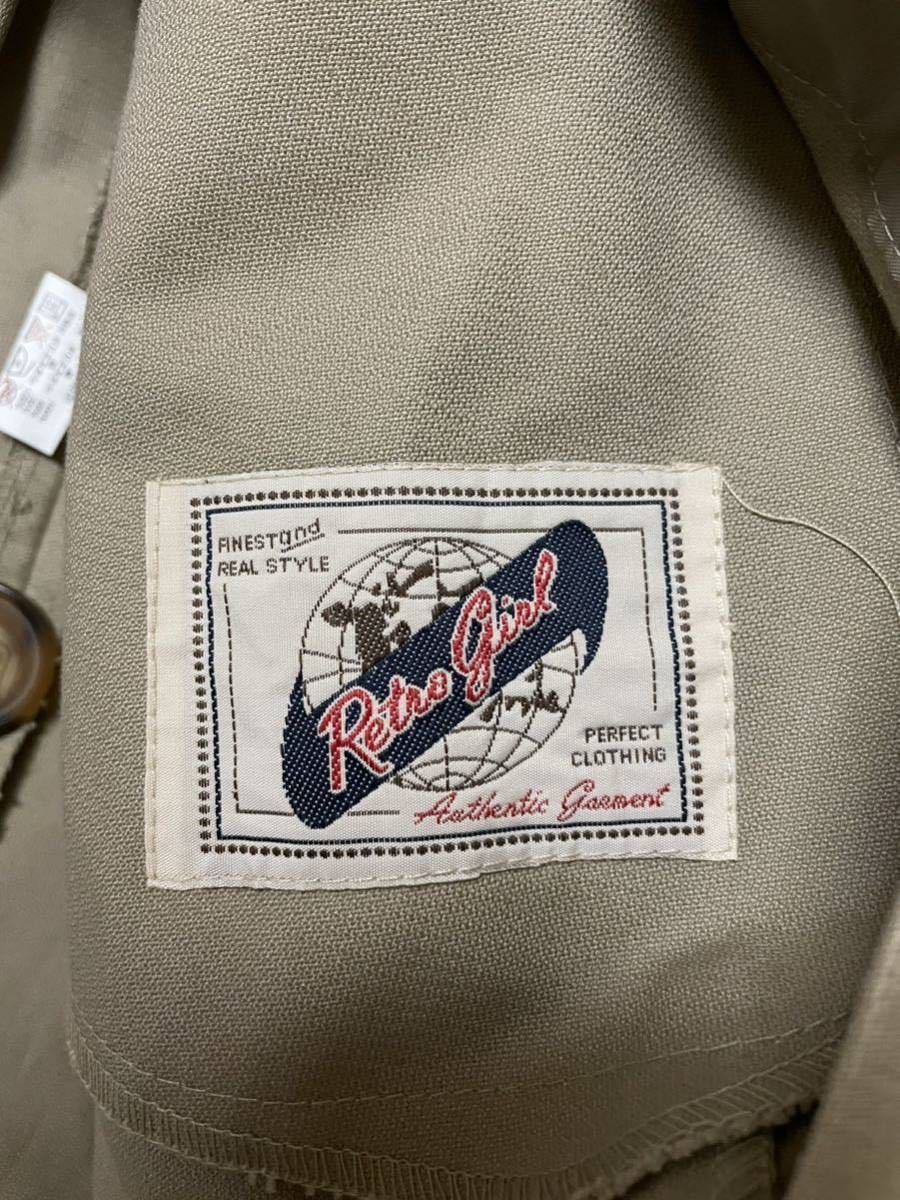 FINEST and
REAL STYLE
Retro Girl
PERFECT
CLOTHING
Authentic Garment